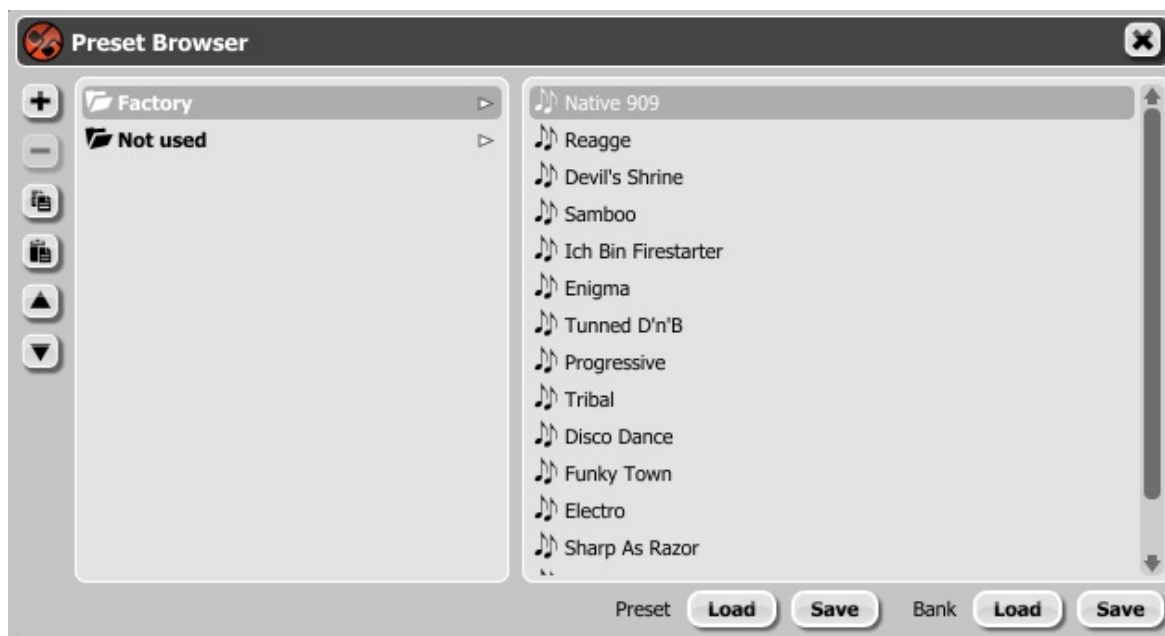 Preset Browser
Factory
Not used
Native 909
Reagge
Devil's Shrine
Samboo
Ich Bin Firestarter
Enigma
Tunned D'n'B
Progressive
Tribal
Disco Dance
Funky Town
Electro
Sharp As Razor
Preset Load Save Bank Load Save